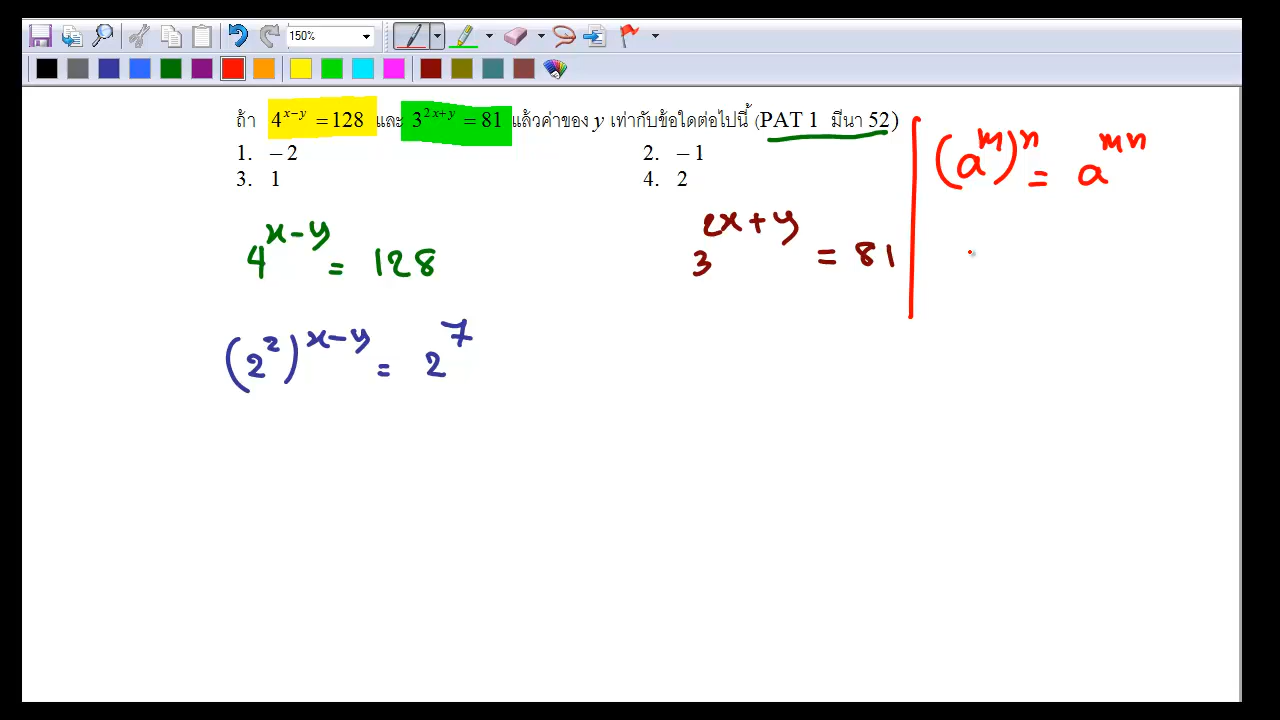 150%
ถ้า 4^{x-y} = 128 และ 3^{2x+y} = 81 แล้วค่าของ y เท่ากับข้อใดต่อไปนี้ (PAT 1 มีนา 52)
1. -2 2. -1
3. 1 4. 2
(a^m)^n = a^{mn}
4^{x-y} = 128 3^{2x+y} = 81
(2^2)^{x-y} = 2^7